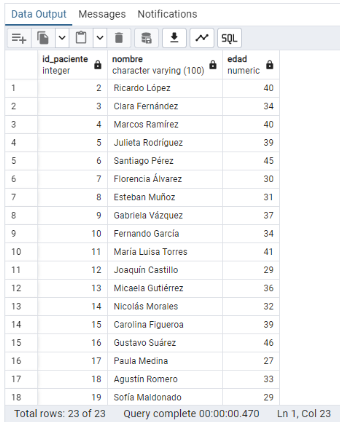 Data Output Messages Notifications
SQL
id_paciente nombre edad
integer character varying (100) numeric
1 2 Ricardo López 40
2 3 Clara Fernández 34
3 4 Marcos Ramírez 40
4 5 Julieta Rodríguez 39
5 6 Santiago Pérez 45
6 7 Florencia Álvarez 30
7 8 Esteban Muñoz 31
8 9 Gabriela Vázquez 37
9 10 Fernando García 34
10 11 María Luisa Torres 41
11 12 Joaquín Castillo 29
12 13 Micaela Gutiérrez 36
13 14 Nicolás Morales 32
14 15 Carolina Figueroa 39
15 16 Gustavo Suárez 46
16 17 Paula Medina 27
17 18 Agustín Romero 33
18 19 Sofía Maldonado 29
Total rows: 23 of 23 Query complete 00:00:00.470 Ln 1, Col 23